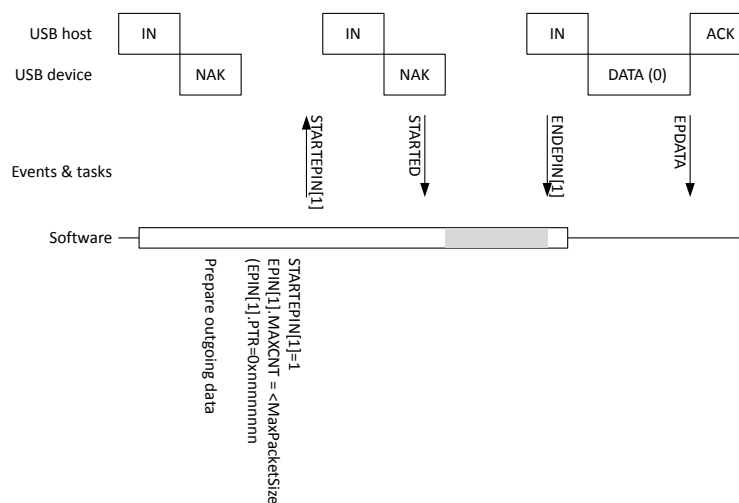 USB host
IN
IN
IN
ACK
USB device
NAK
NAK
DATA (0)
Events & tasks
STARTEPIN[1]
STARTED
ENDEPIN[1]
EPDATA
Software
Prepare outgoing data
STARTEPIN[1]=1
EPIN[1].MAXCNT = <MaxPacketSize
(EPIN[1].PTR=0xnnnnnnnn